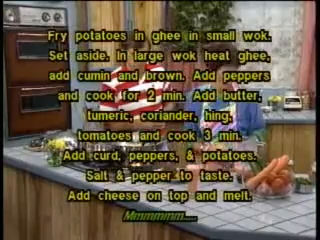 Fry potatoes in ghee in small wok.
Set aside. In large wok heat ghee,
add cumin and brown. Add peppers
and cook for 2 min. Add butter,
tumeric, coriander, hing,
tomatoes and cook 3 min.
Add curd, peppers, & potatoes.
Salt & pepper to taste.
Add cheese on top and melt.
Mmmmmmm....